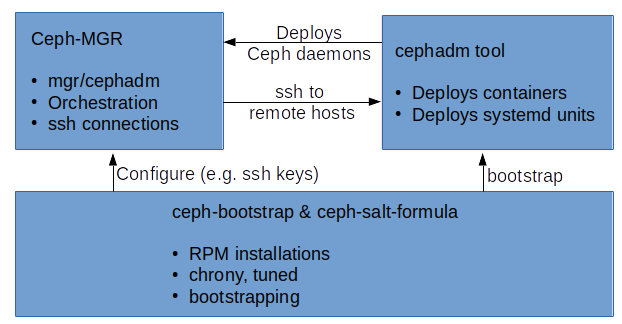 Ceph-MGR
• mgr/cephadm
• Orchestration
• ssh connections
Deploys
Ceph daemons
ssh to
remote hosts
cephadm tool
• Deploys containers
• Deploys systemd units
Configure (e.g. ssh keys)
bootstrap
ceph-bootstrap & ceph-salt-formula
• RPM installations
• chrony, tuned
• bootstrapping